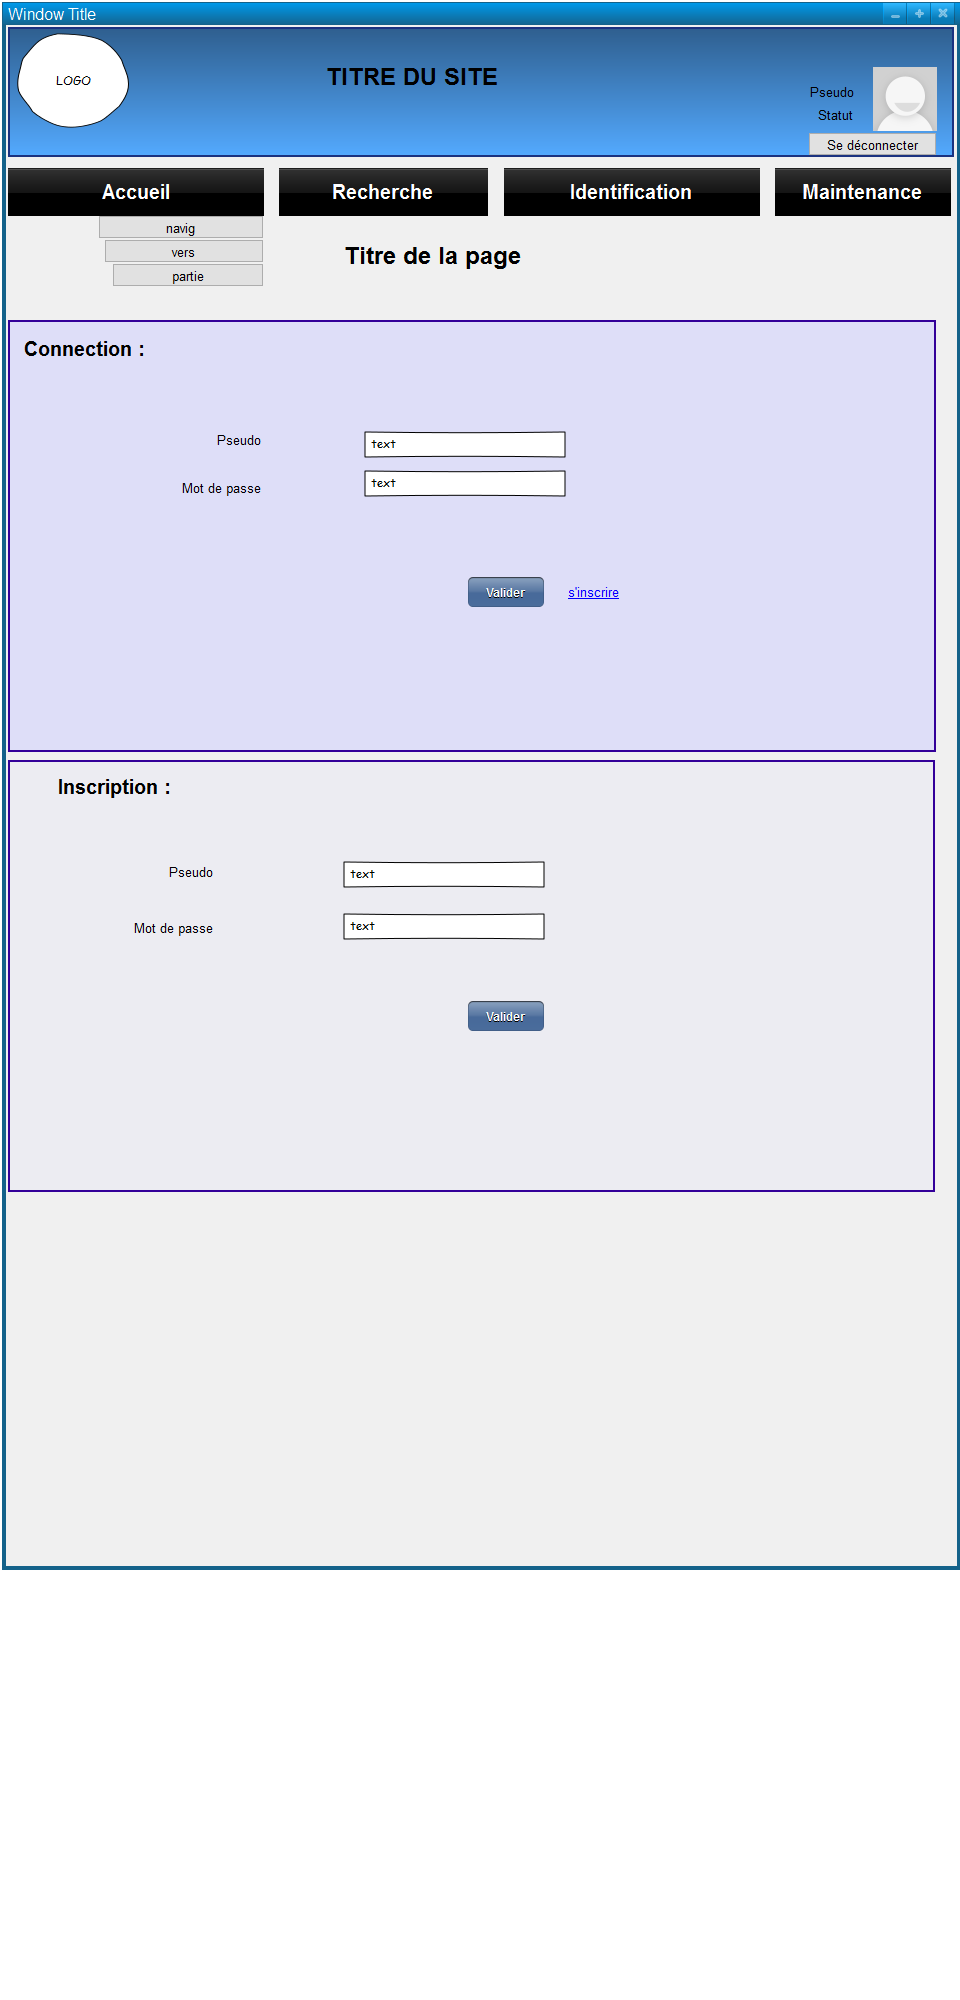 Window Title
LOGO
TITRE DU SITE
Pseudo
Statut
Se déconnecter
Accueil
Recherche
Identification
Maintenance
navig
vers
partie
Titre de la page
Connection :
Pseudo
text
Mot de passe
text
Valider
s'inscrire
Inscription :
Pseudo
text
Mot de passe
text
Valider